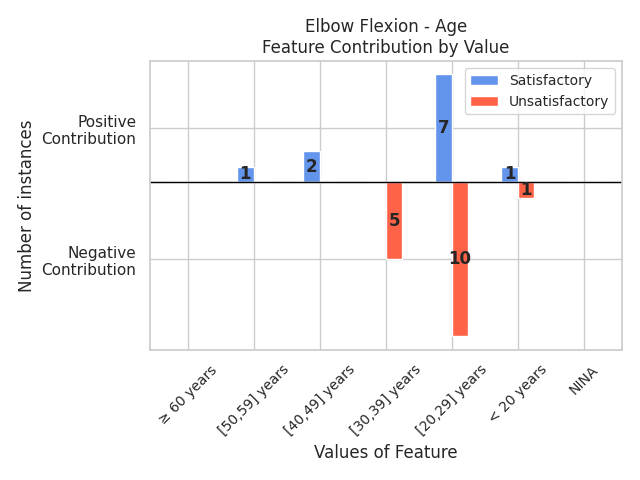 Elbow Flexion - Age
Feature Contribution by Value
Satisfactory
Unsatisfactory
Positive
Contribution
Negative
Contribution
Number of instances
1
2
5
7
10
1
1
≥ 60 years
[50,59] years
[40,49] years
[30,39] years
[20,29] years
< 20 years
NINA
Values of Feature